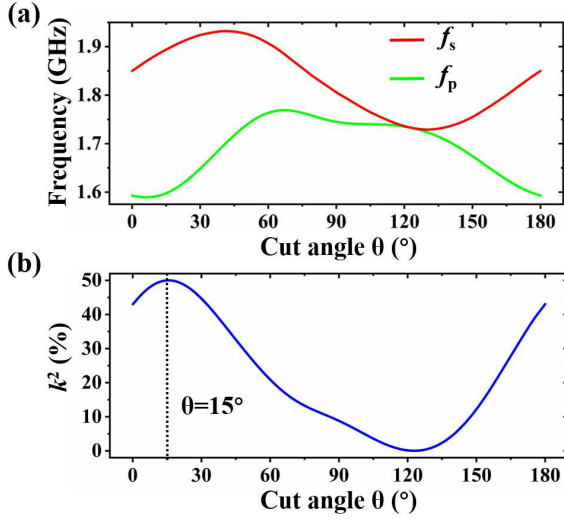 (a)
Frequency (GHz)
1.9
1.8
1.7
1.6
f_s
f_p
0 30 60 90 120 150 180
Cut angle θ (°)
(b)
k² (%)
50
40
30
20
10
0
θ=15°
0 30 60 90 120 150 180
Cut angle θ (°)